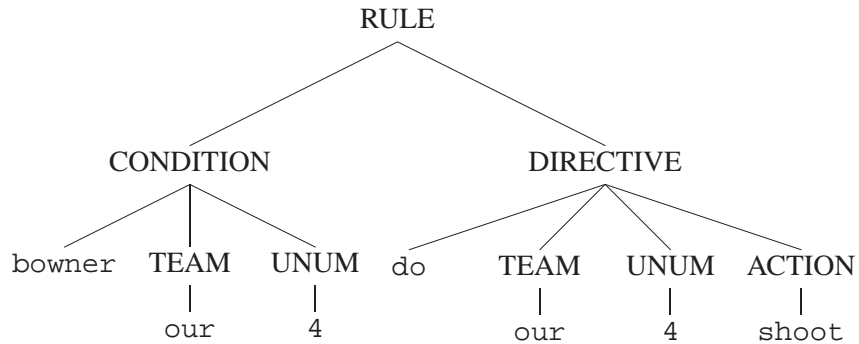 RULE
CONDITION DIRECTIVE
bowner TEAM UNUM do TEAM UNUM ACTION
our 4 our 4 shoot